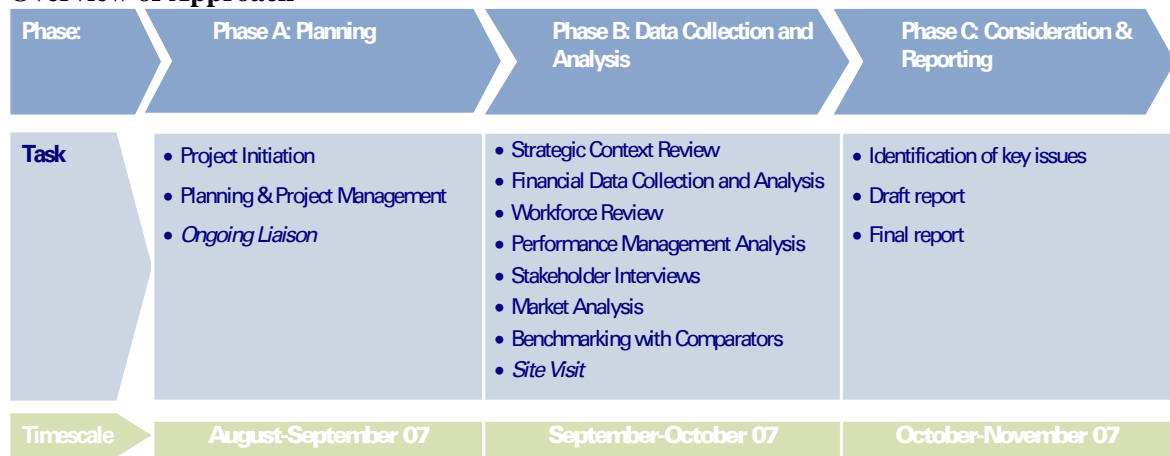 Overview of Approach
Phase:
Phase A: Planning
Phase B: Data Collection and
Analysis
Phase C: Consideration &
Reporting
Task
• Project Initiation
• Planning & Project Management
• Ongoing Liaison
• Strategic Context Review
• Financial Data Collection and Analysis
• Workforce Review
• Performance Management Analysis
• Stakeholder Interviews
• Market Analysis
• Benchmarking with Comparators
• Site Visit
• Identification of key issues
• Draft report
• Final report
Timescale
August-September 07
September-October 07
October-November 07